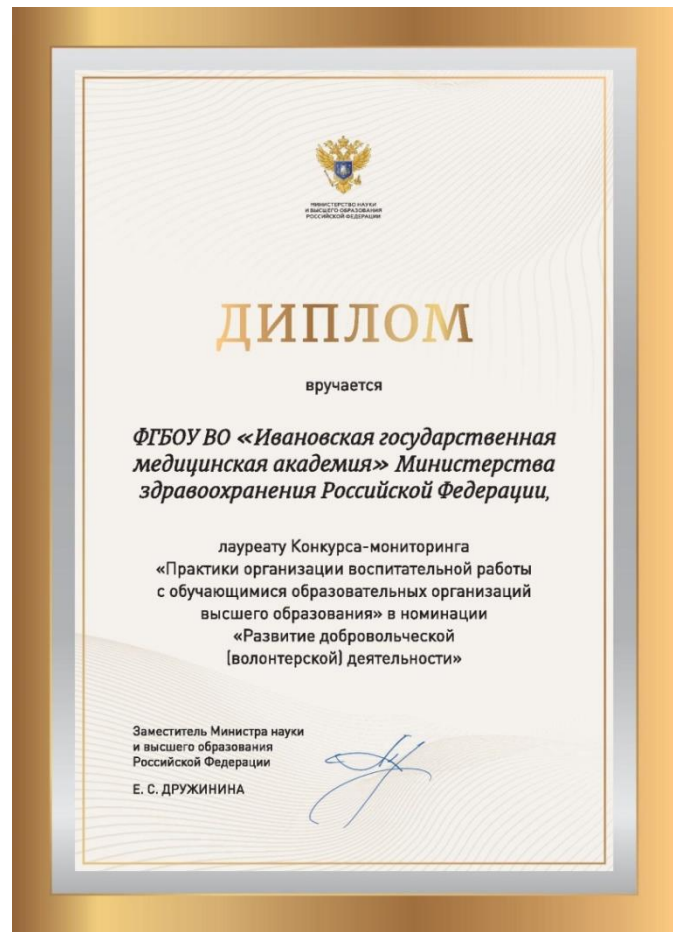 МИНИСТЕРСТВО НАУКИ
И ВЫСШЕГО ОБРАЗОВАНИЯ
РОССИЙСКОЙ ФЕДЕРАЦИИ
ДИПЛОМ
вручается
ФГБОУ ВО «Ивановская государственная
медицинская академия» Министерства
здравоохранения Российской Федерации,
лауреату Конкурса-мониторинга
«Практики организации воспитательной работы
с обучающимися образовательных организаций
высшего образования» в номинации
«Развитие добровольческой
(волонтерской) деятельности»
Заместитель Министра науки
и высшего образования
Российской Федерации
Е. С. ДРУЖИНИНА